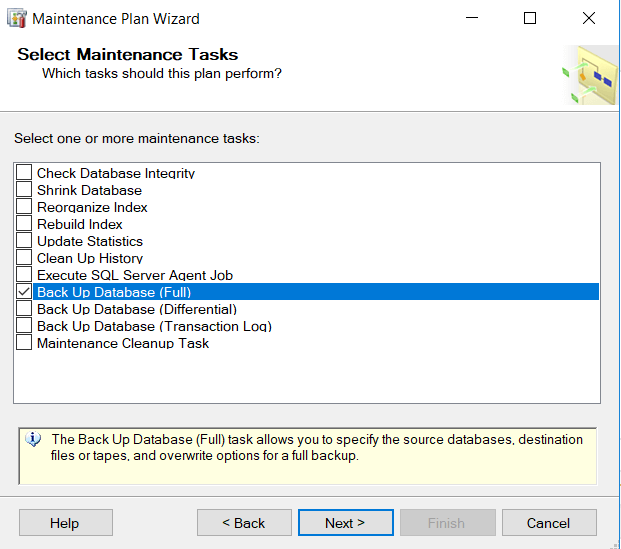 Maintenance Plan Wizard
Select Maintenance Tasks
Which tasks should this plan perform?
Select one or more maintenance tasks:
Check Database Integrity
Shrink Database
Reorganize Index
Rebuild Index
Update Statistics
Clean Up History
Execute SQL Server Agent Job
Back Up Database (Full)
Back Up Database (Differential)
Back Up Database (Transaction Log)
Maintenance Cleanup Task
The Back Up Database (Full) task allows you to specify the source databases, destination
files or tapes, and overwrite options for a full backup.
Help < Back Next > Finish Cancel